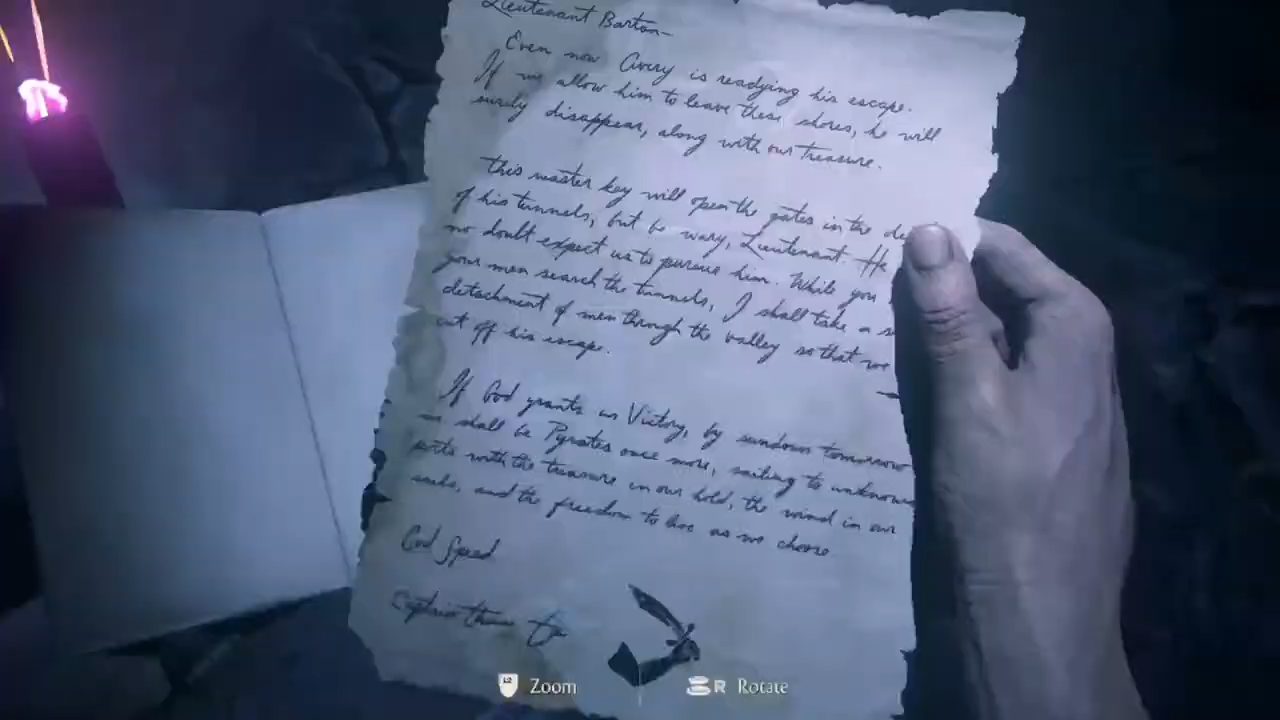 Lieutenant Barton—
Even now Avery is readying his escape.
If we allow him to leave these shores, he will
surely disappear, along with our treasure.
This master key will open the gates in the de
of his tunnels, but be wary, Lieutenant. He
no doubt expect us to pursue him. While you
your men search the tunnels, I shall take a s
detachment of men through the valley so that we
cut off his escape.
If God grants us Victory, by sundown tomorrow
we shall be Pyrates once more, sailing to unknown
with the treasure in our hold, the wind in our
and the freedom to live as we choose
God Speed
Captain Thomas
L2 Zoom
R Rotate